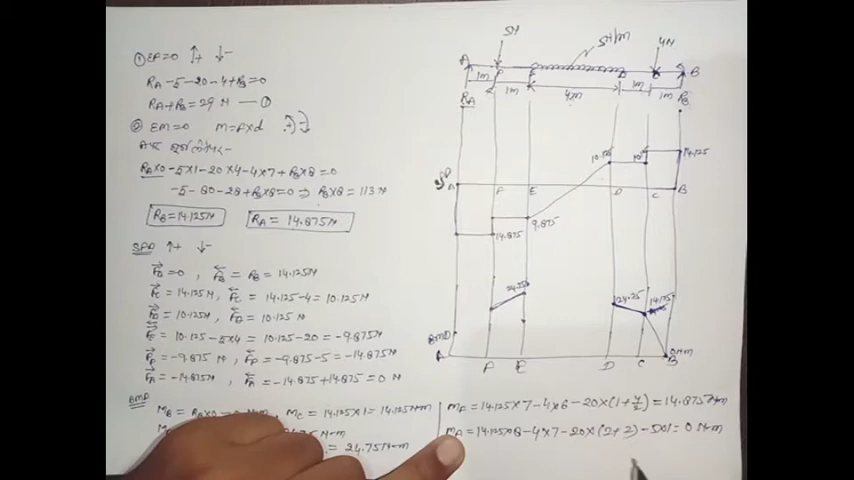 ① ΣF=0 ↑+ ↓-
RA-5-20-4+RB=0
RA+RB=29 N — ①
② ΣM=0 M=F×d
RA×0-5×1-20×4-4×7+RB×8=0
-5-80-28+RB×8=0 ⇒ RB×8=113 N
RB=14.125N RA=14.875N
SFD ↑+ ↓-
FB=0, FB=RB=14.125N
FC=14.125N, FC=14.125-4=10.125N
FD=10.125N, FD=10.125N
FE=10.125-5×4=10.125-20=-9.875N
FF=-9.875 N, FF=-9.875-5=-14.875N
FA=-14.875N, FA=-14.875+14.875=0 N
BMD
MB=RB×0 MC=14.125×1=14.125N-m
N-m
=24.75N-m
5N
5N/m
4N
A F E D C B
1m 1m 4m 1m 1m
RA RB
10.125 10.125 14.125
SFD A F E D C B
14.875 9.875
24.75 24.25 14.125
BMD
0N-m
A F E D C B
MF=14.125×7-4×6-20×(1+4/2)=14.875N-m
MA=14.125×8-4×7-20×(2+2)-5×1=0 N-m